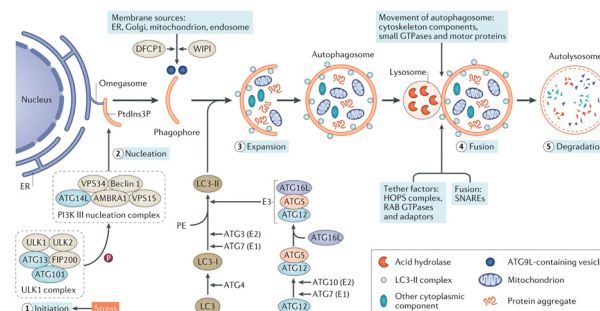 Membrane sources:
ER, Golgi, mitochondrion, endosome
DFCP1
WIPI
Movement of autophagosome:
cytoskeleton components,
small GTPases and motor proteins
Nucleus
Omegasome
PtdIns3P
Phagophore
Autophagosome
Lysosome
Autolysosome
ER
2 Nucleation
3 Expansion
4 Fusion
5 Degradation
VPS34
Beclin 1
ATG14L
AMBRA1
VPS15
PI3K III nucleation complex
ULK1
ULK2
ATG13
FIP200
ATG101
ULK1 complex
P
1 Initiation
Stress
LC3-II
PE
ATG3 (E2)
ATG7 (E1)
LC3-I
ATG4
LC3
E3
ATG16L
ATG5
ATG12
ATG16L
ATG5
ATG12
ATG10 (E2)
ATG7 (E1)
ATG12
Tether factors:
HOPS complex,
RAB GTPases
and adaptors
Fusion:
SNAREs
Acid hydrolase
LC3-II complex
Other cytoplasmic
component
ATG9L-containing vesicl
Mitochondrion
Protein aggregate